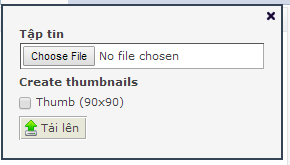 Tập tin
Choose File No file chosen
Create thumbnails
Thumb (90x90)
Tải lên